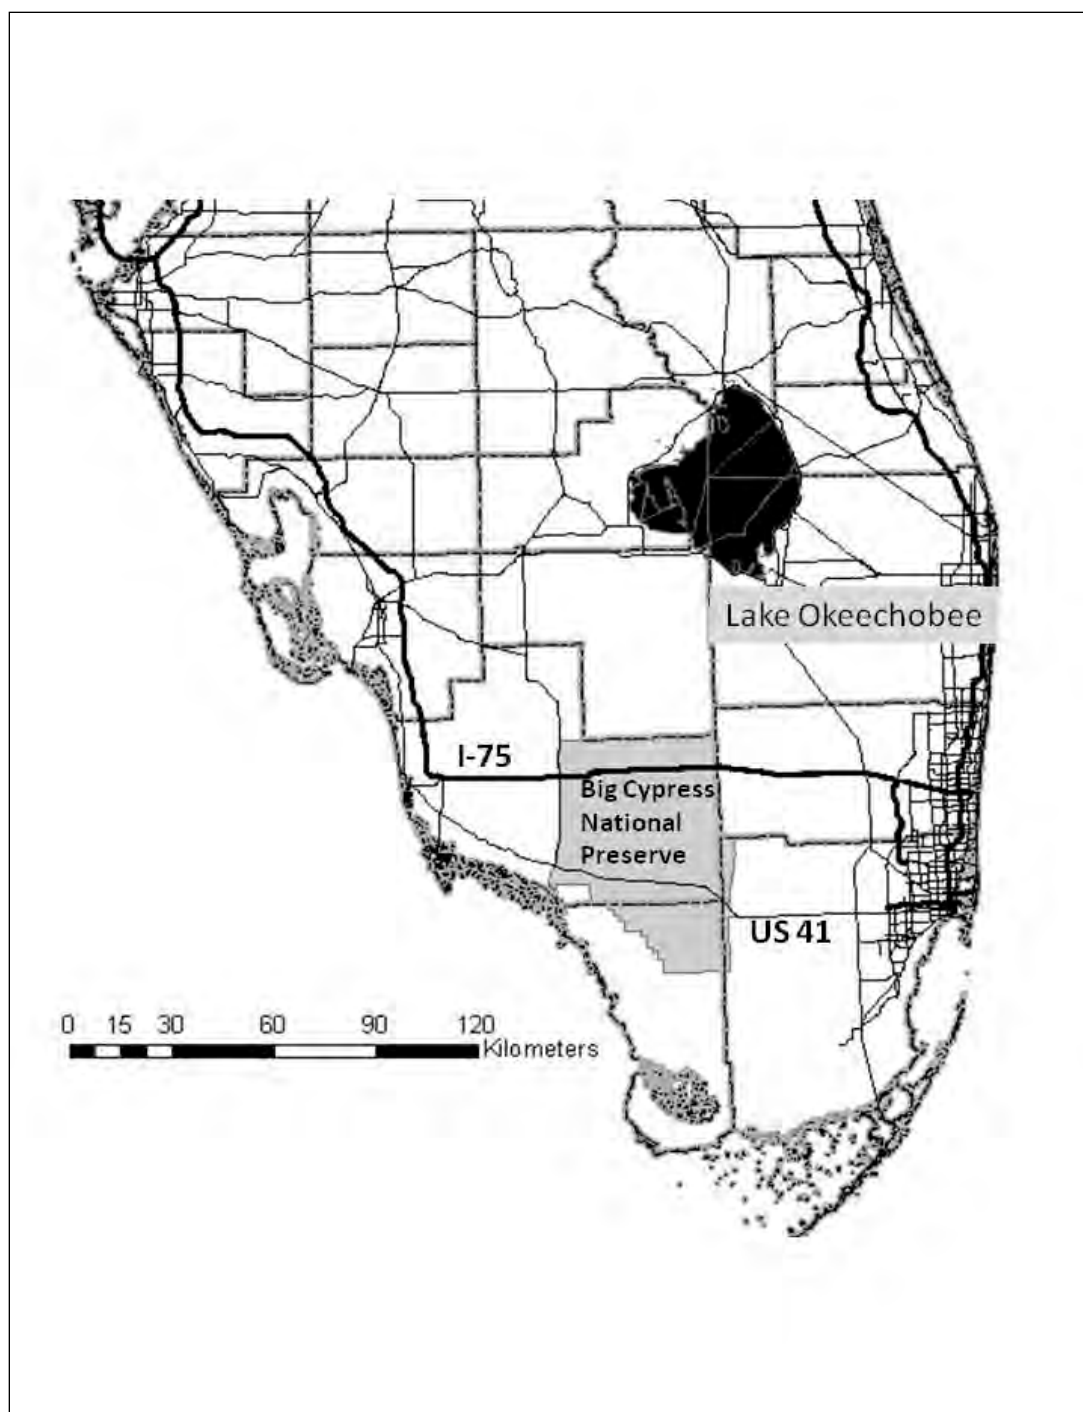 Lake Okeechobee
I-75
Big Cypress
National
Preserve
US 41
0 15 30 60 90 120
Kilometers